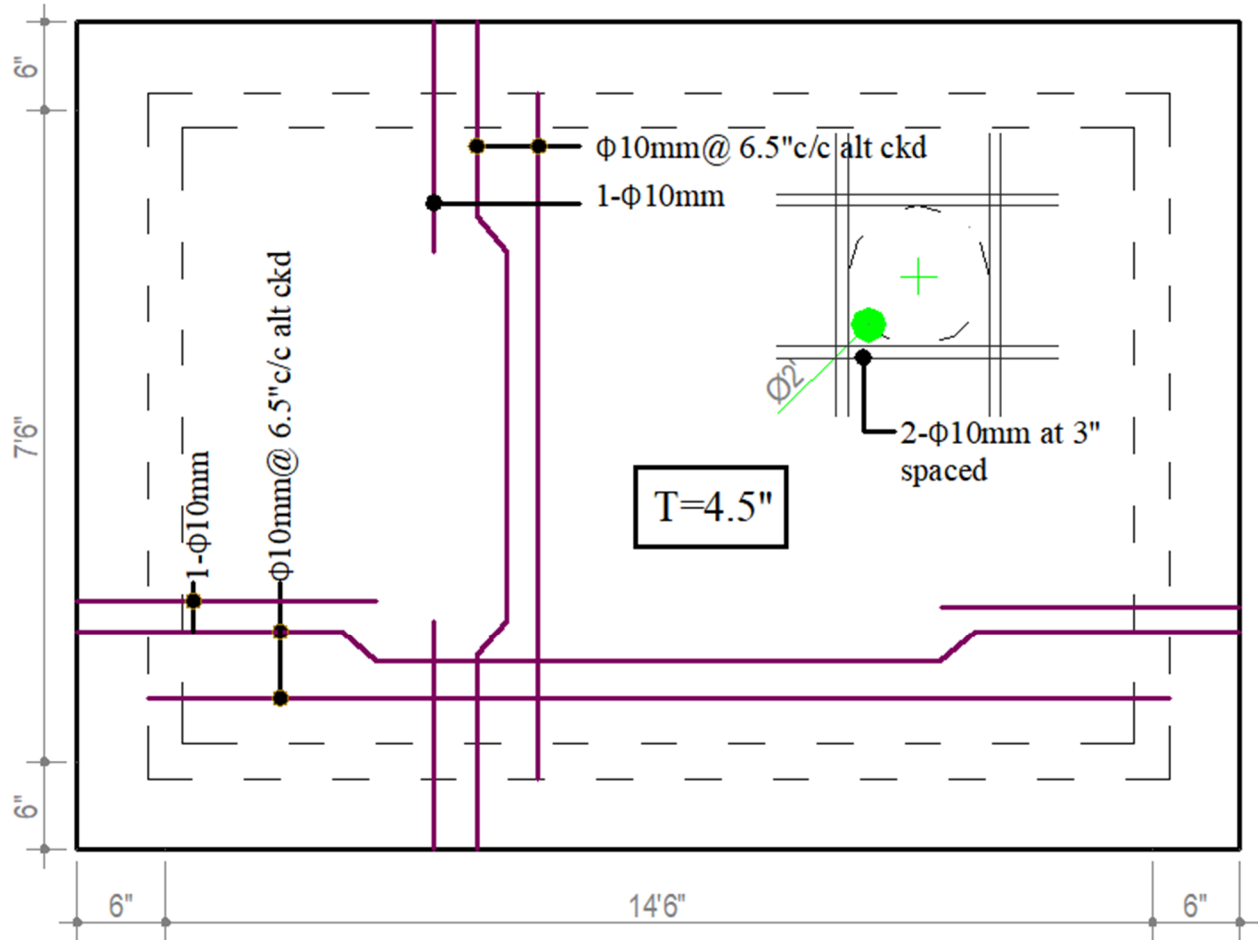 6"
Φ10mm@ 6.5"c/c alt ckd
1-Φ10mm
Φ10mm@ 6.5"c/c alt ckd
Ø2'
7'6"
2-Φ10mm at 3"
spaced
1-Φ10mm
T=4.5"
6"
6"
14'6"
6"